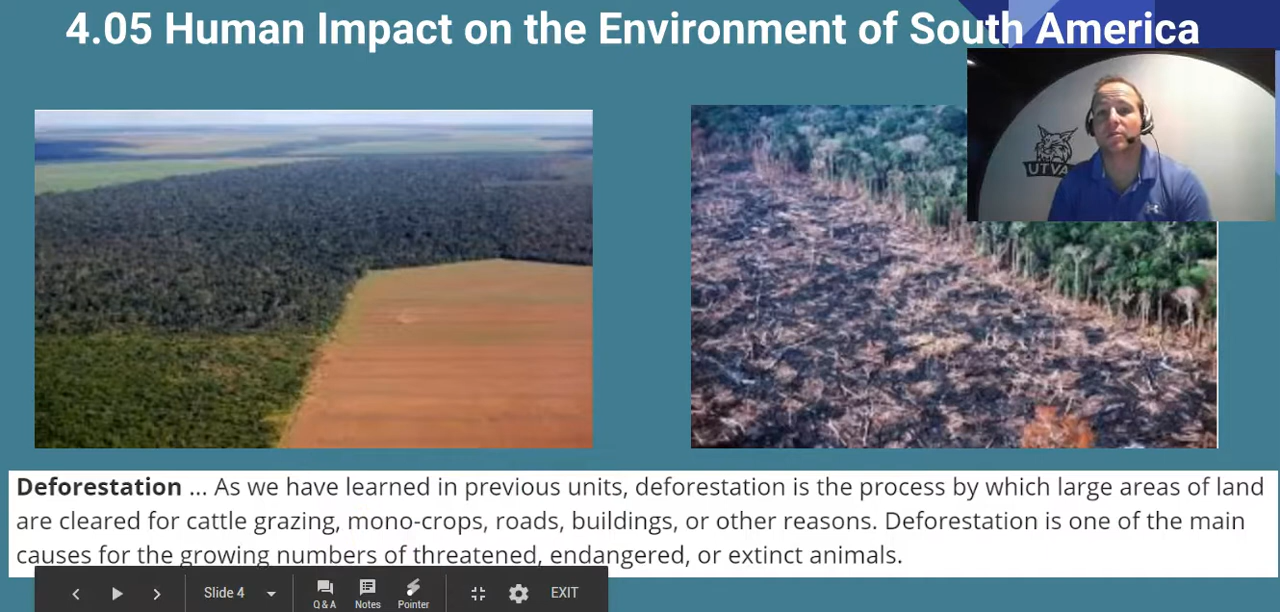 4.05 Human Impact on the Environment of South America
UTVA
Deforestation ... As we have learned in previous units, deforestation is the process by which large areas of land
are cleared for cattle grazing, mono-crops, roads, buildings, or other reasons. Deforestation is one of the main
causes for the growing numbers of threatened, endangered, or extinct animals.
Slide 4
Q & A
Notes
Pointer
EXIT